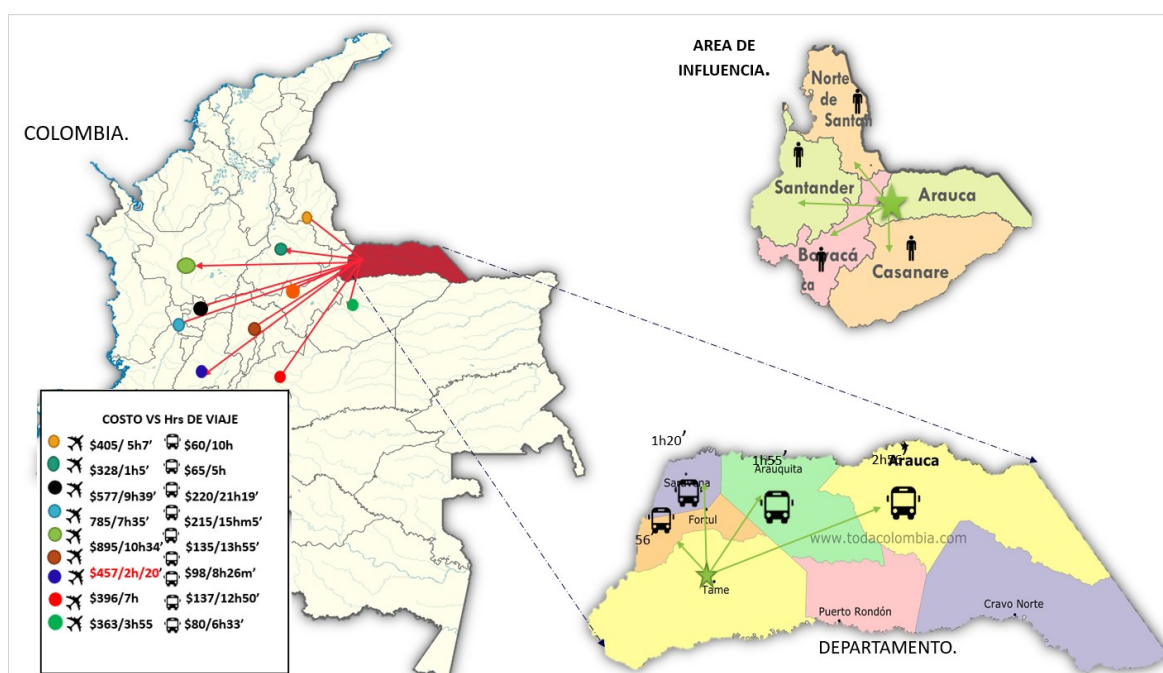 COLOMBIA.
AREA DE
INFLUENCIA.
Norte
de
Santander
Arauca
Boyacá
Casanare
ca
COSTO VS Hrs DE VIAJE
$405/ 5h7’ $60/10h
$328/1h5’ $65/5h
$577/9h39’ $220/21h19’
785/7h35’ $215/15hm5’
$895/10h34’ $135/13h55’
$457/2h/20’ $98/8h26m’
$396/7h $137/12h50’
$363/3h55 $80/6h33’
1h20’
1h55’
Arauquita
Arauca
Saravena
Fortul
56’
www.todacolombia.com
Tame
Puerto Rondón
Cravo Norte
DEPARTAMENTO.